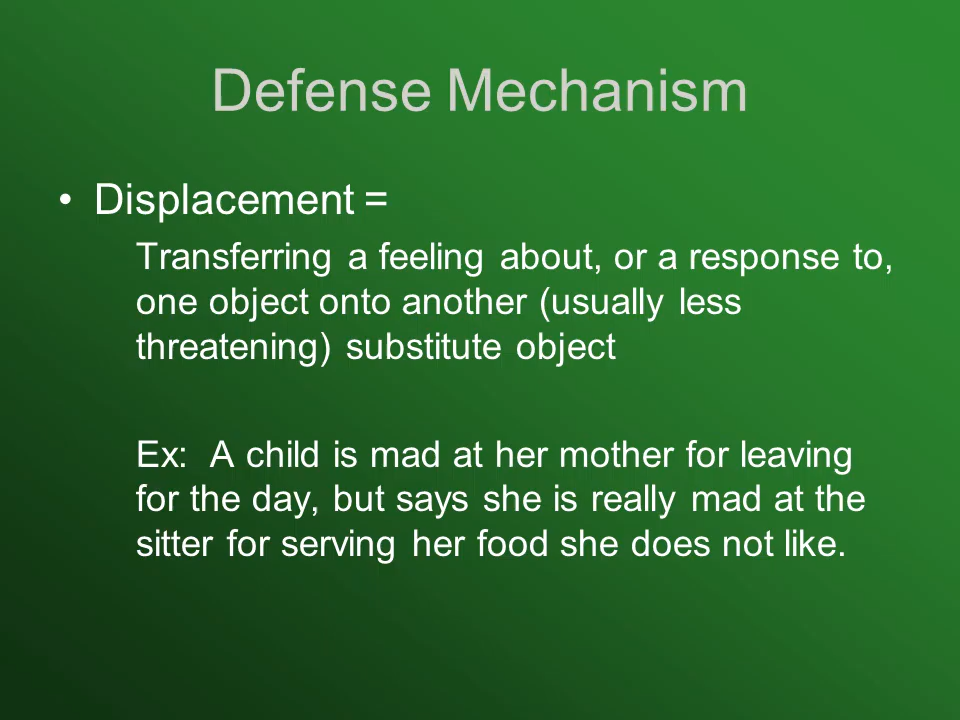 Defense Mechanism
• Displacement =
Transferring a feeling about, or a response to,
one object onto another (usually less
threatening) substitute object
Ex:  A child is mad at her mother for leaving
for the day, but says she is really mad at the
sitter for serving her food she does not like.